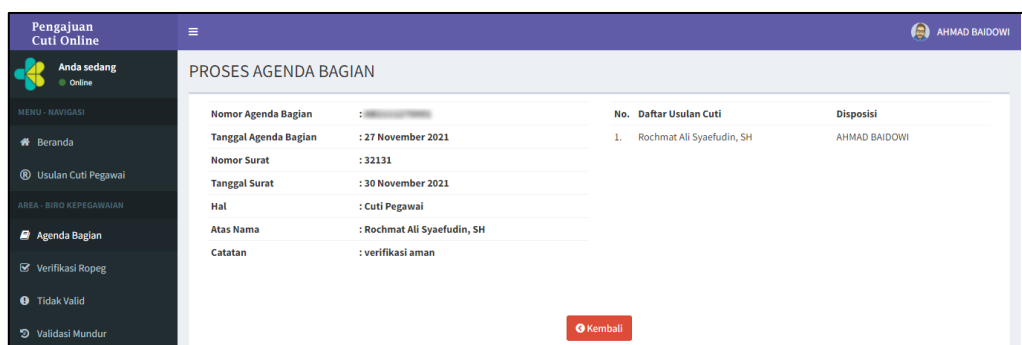 Pengajuan
Cuti Online
AHMAD BAIDOWI
Anda sedang
Online
MENU - NAVIGASI
Beranda
Usulan Cuti Pegawai
AREA - BIRO KEPEGAWAIAN
Agenda Bagian
Verifikasi Ropeg
Tidak Valid
Validasi Mundur
PROSES AGENDA BAGIAN
Nomor Agenda Bagian :
Tanggal Agenda Bagian : 27 November 2021
Nomor Surat : 32131
Tanggal Surat : 30 November 2021
Hal : Cuti Pegawai
Atas Nama : Rochmat Ali Syaefudin, SH
Catatan : verifikasi aman
No. Daftar Usulan Cuti Disposisi
1. Rochmat Ali Syaefudin, SH AHMAD BAIDOWI
Kembali